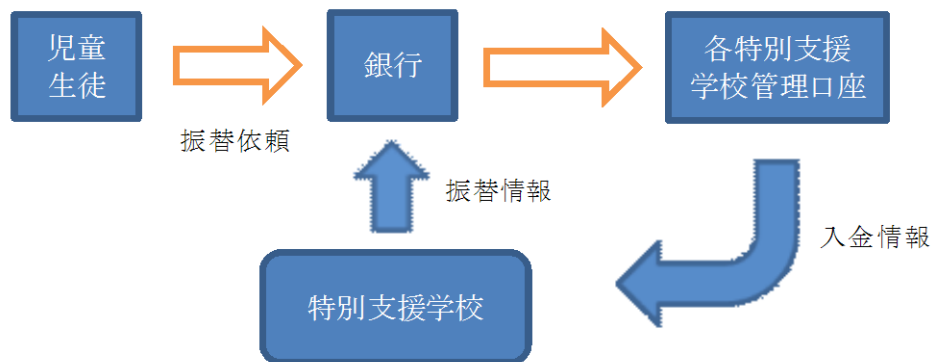 児童
生徒
銀行
各特別支援
学校管理口座
振替依頼
振替情報
入金情報
特別支援学校